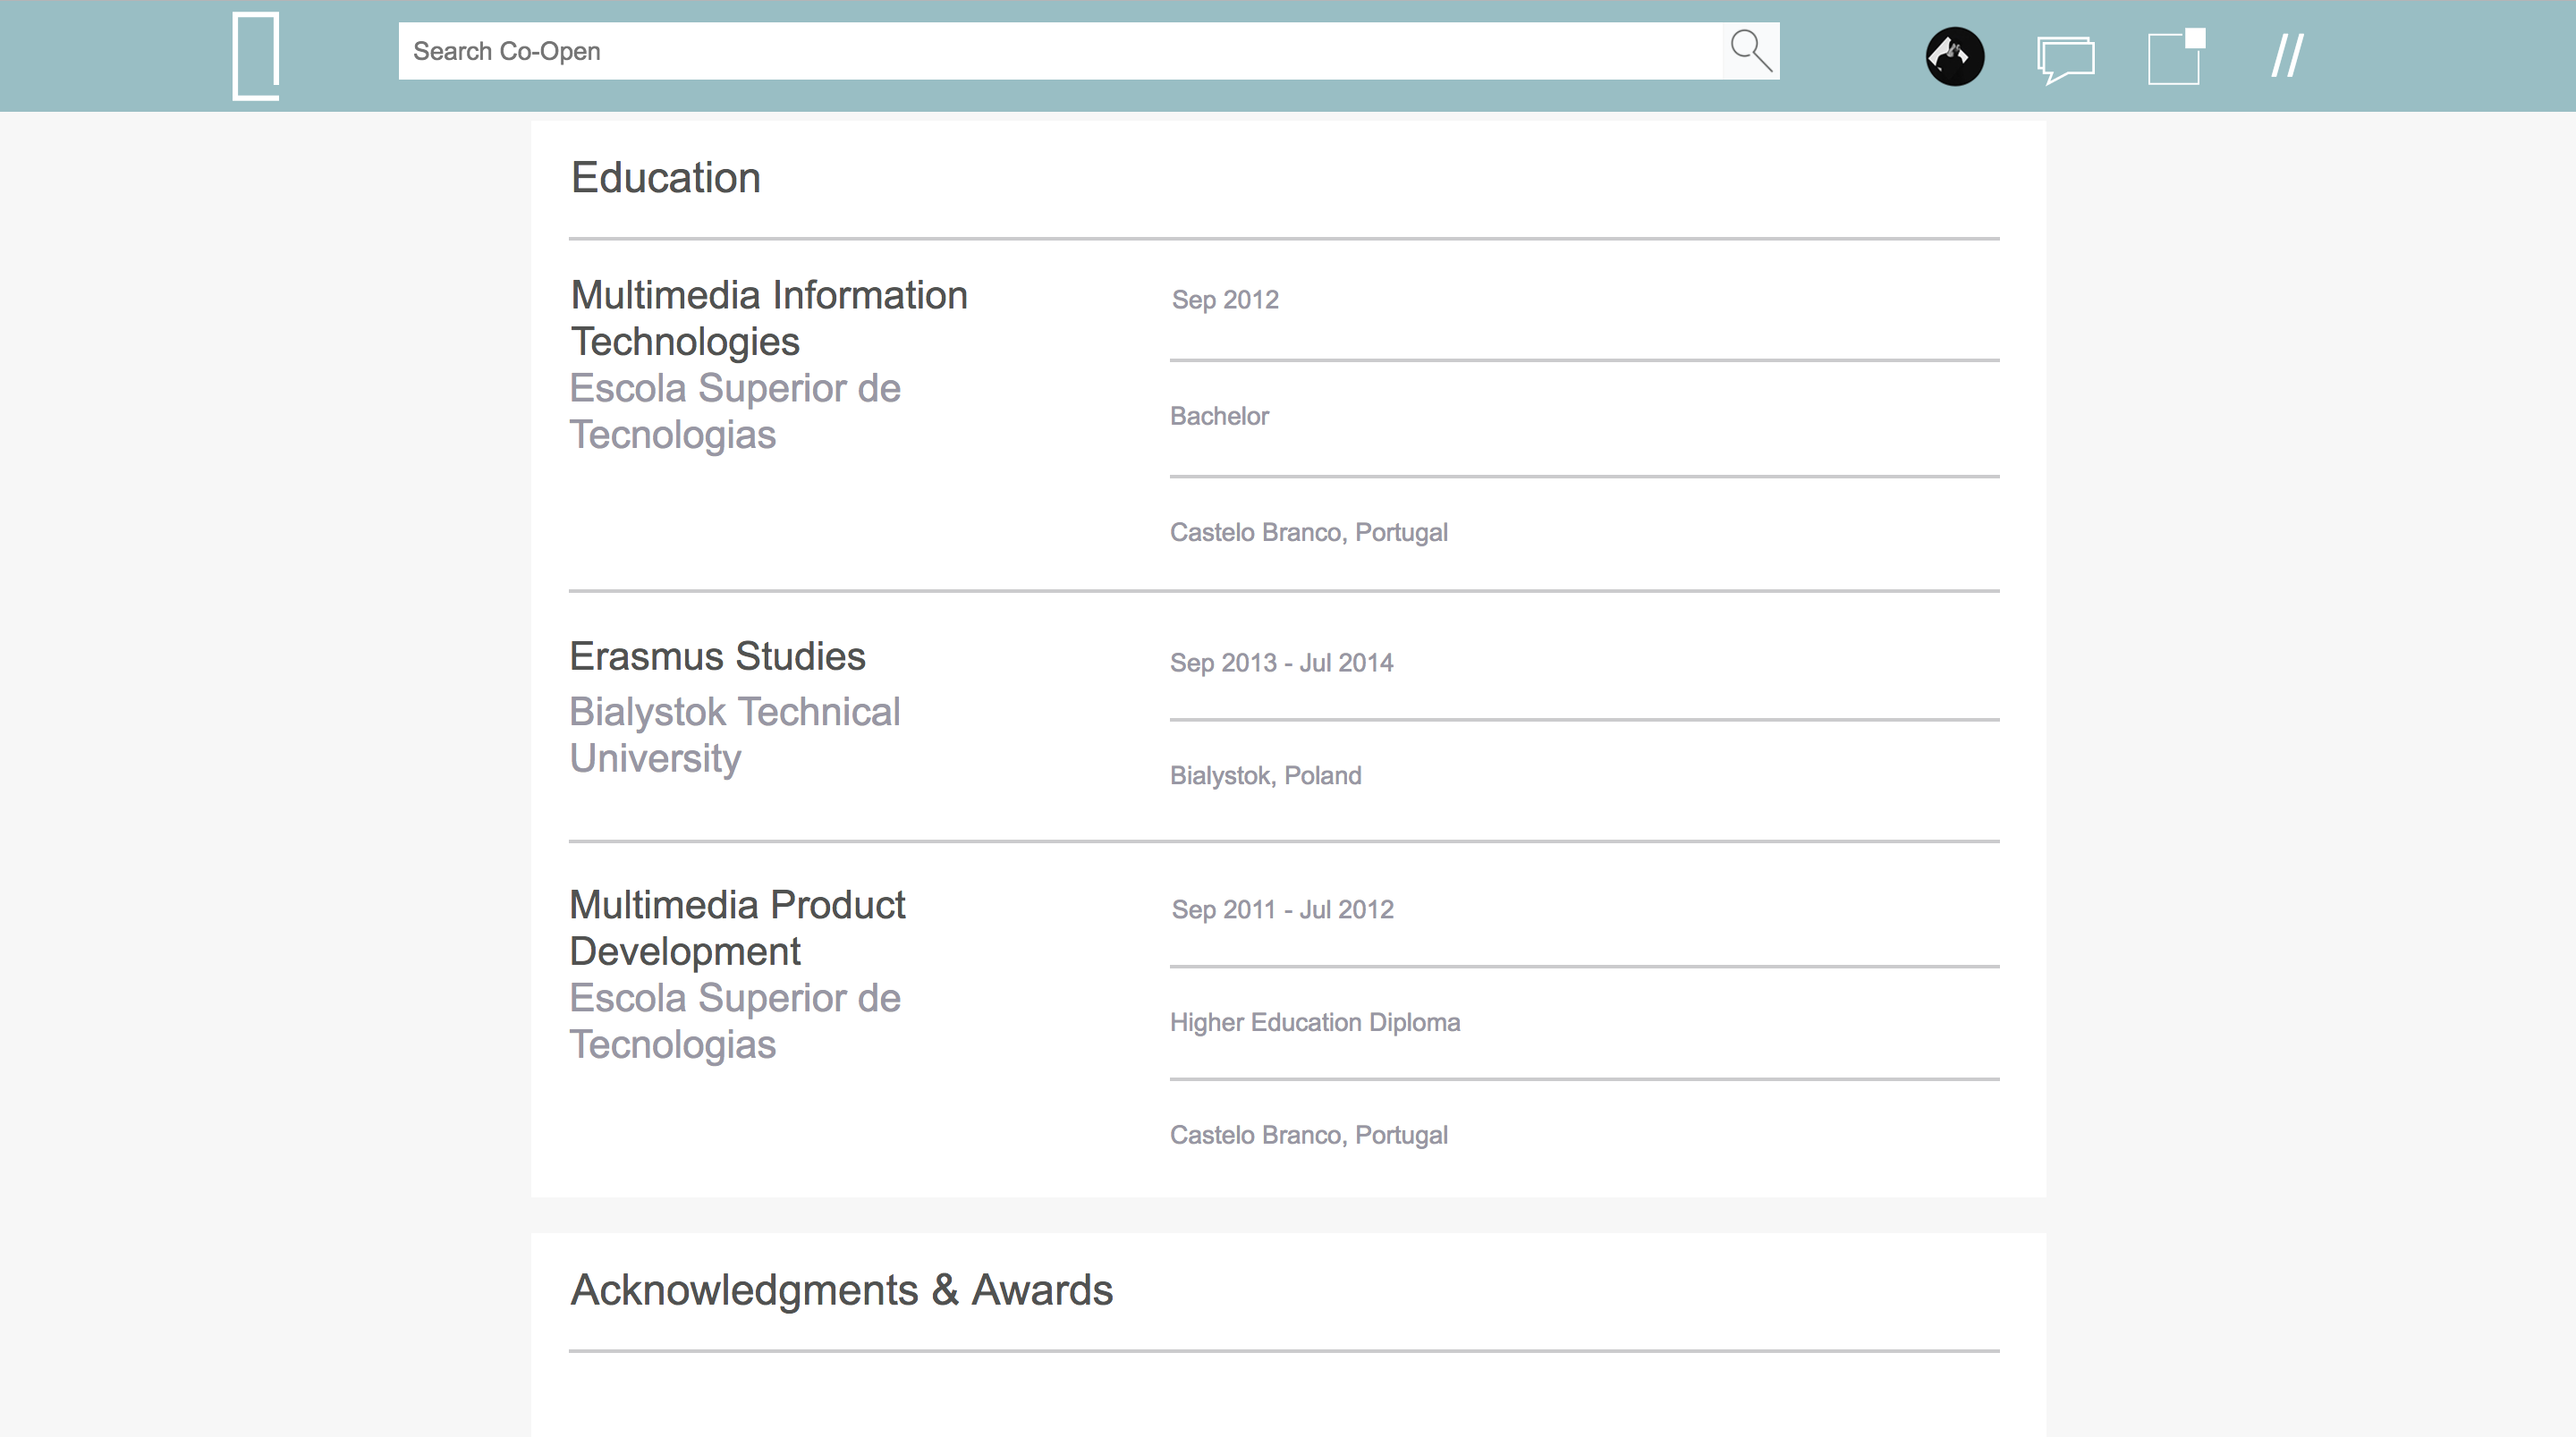 Search Co-Open
Education
Multimedia Information
Technologies
Escola Superior de
Tecnologias
Sep 2012
Bachelor
Castelo Branco, Portugal
Erasmus Studies
Bialystok Technical
University
Sep 2013 - Jul 2014
Bialystok, Poland
Multimedia Product
Development
Escola Superior de
Tecnologias
Sep 2011 - Jul 2012
Higher Education Diploma
Castelo Branco, Portugal
Acknowledgments & Awards